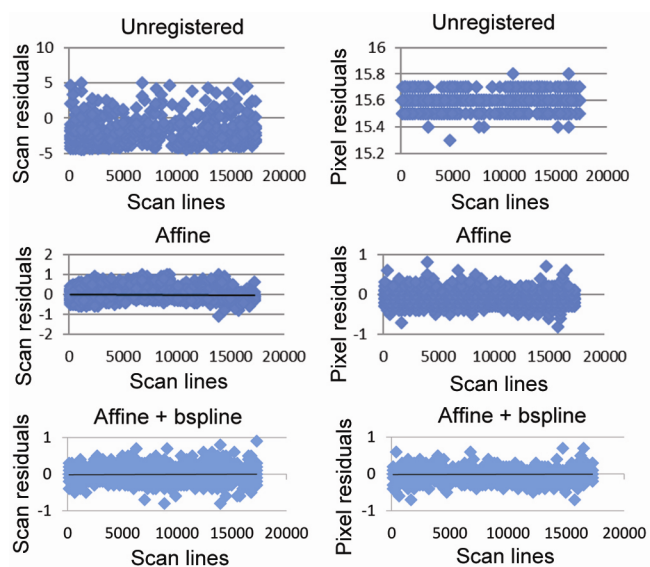 Unregistered
Scan residuals
10
5
0
-5
0 5000 10000 15000 20000
Scan lines
Unregistered
Pixel residuals
16
15.8
15.6
15.4
15.2
0 5000 10000 15000 20000
Scan lines
Affine
Scan residuals
2
1
0
-1
-2
0 5000 10000 15000 20000
Scan lines
Affine
Pixel residuals
1
0
-1
0 5000 10000 15000 20000
Scan lines
Affine + bspline
Scan residuals
1
0
-1
0 5000 10000 15000 20000
Scan lines
Affine + bspline
Pixel residuals
1
0
-1
0 5000 10000 15000 20000
Scan lines